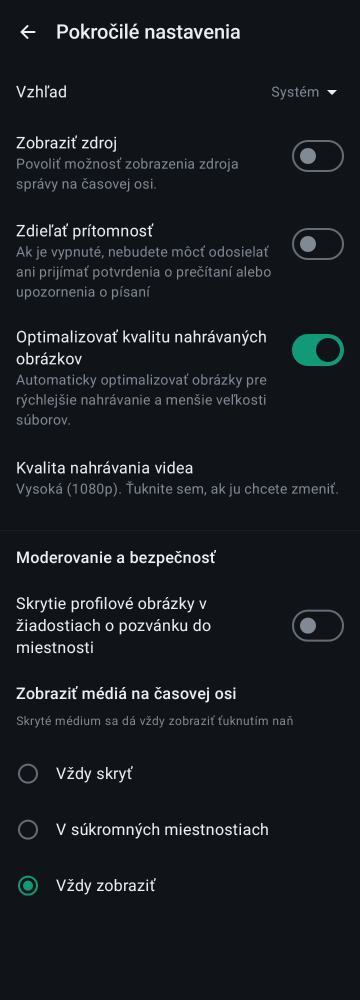 Pokročilé nastavenia
Vzhľad
Systém
Zobraziť zdroj
Povoliť možnosť zobrazenia zdroja
správy na časovej osi.
Zdieľať prítomnosť
Ak je vypnuté, nebudete môcť odosielať
ani prijímať potvrdenia o prečítaní alebo
upozornenia o písaní
Optimalizovať kvalitu nahrávaných
obrázkov
Automaticky optimalizovať obrázky pre
rýchlejšie nahrávanie a menšie veľkosti
súborov.
Kvalita nahrávania videa
Vysoká (1080p). Ťuknite sem, ak ju chcete zmeniť.
Moderovanie a bezpečnosť
Skrytie profilové obrázky v
žiadostiach o pozvánku do
miestnosti
Zobraziť médiá na časovej osi
Skryté médium sa dá vždy zobraziť ťuknutím naň
Vždy skryť
V súkromných miestnostiach
Vždy zobraziť